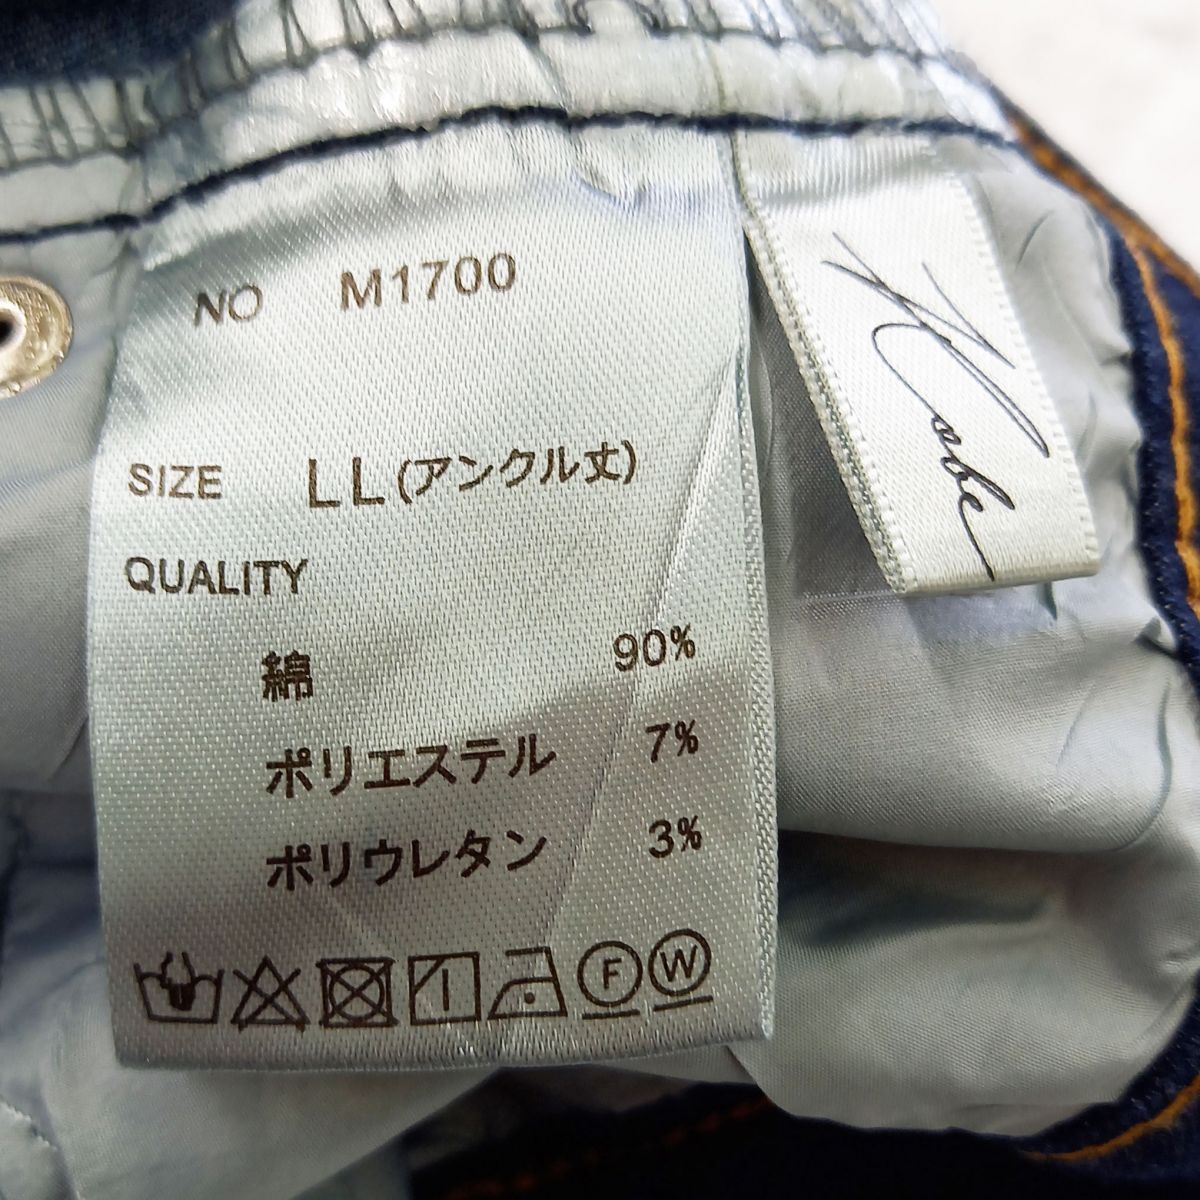 NO M1700
SIZE LL(アンクル丈)
QUALITY
綿 90%
ポリエステル 7%
ポリウレタン 3%
F W